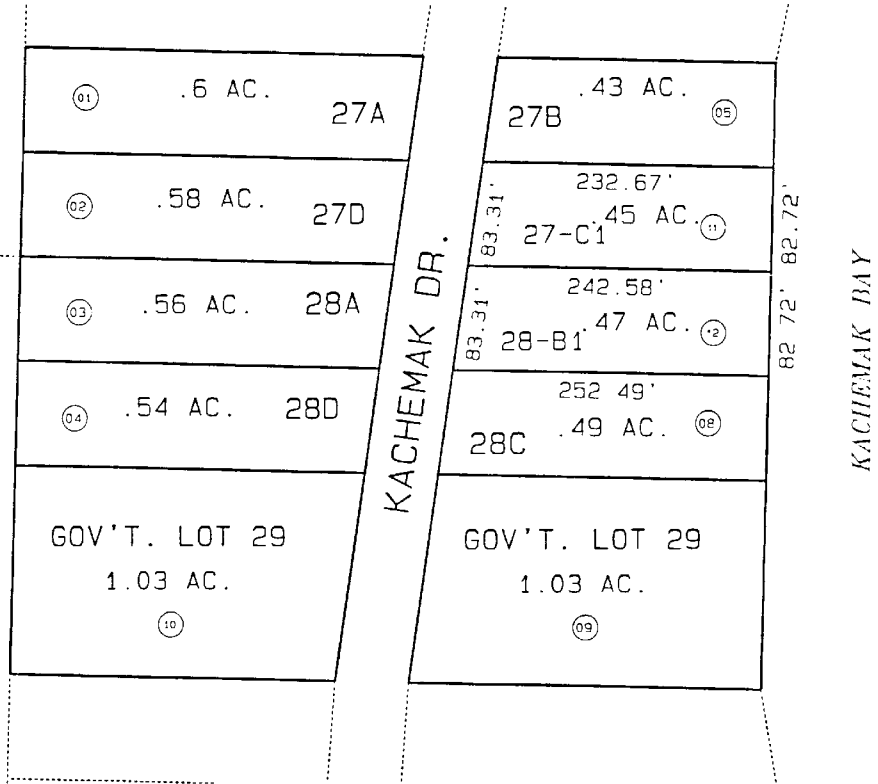 01
.6 AC.
27A
02
.58 AC.
27D
03
.56 AC.
28A
04
.54 AC.
28D
GOV'T. LOT 29
1.03 AC.
10
KACHEMAK DR.
.43 AC.
27B
05
232.67'
83.31'
.45 AC.
27-C1
11
82.72'
242.58'
83.31'
.47 AC.
28-B1
12
82 72'
252 49'
.49 AC.
28C
08
GOV'T. LOT 29
1.03 AC.
09
KACHEMAK BAY